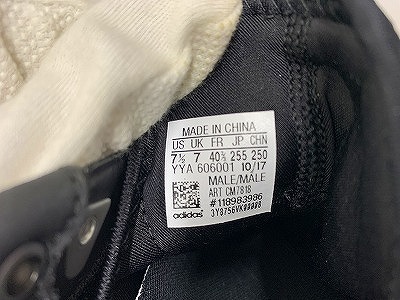 MADE IN CHINA
US UK FR JP CHN
7½ 7 40⅔ 255 250
YYA 606001 10/17
MALE/MALE
ART CM7818
#118983986
adidas